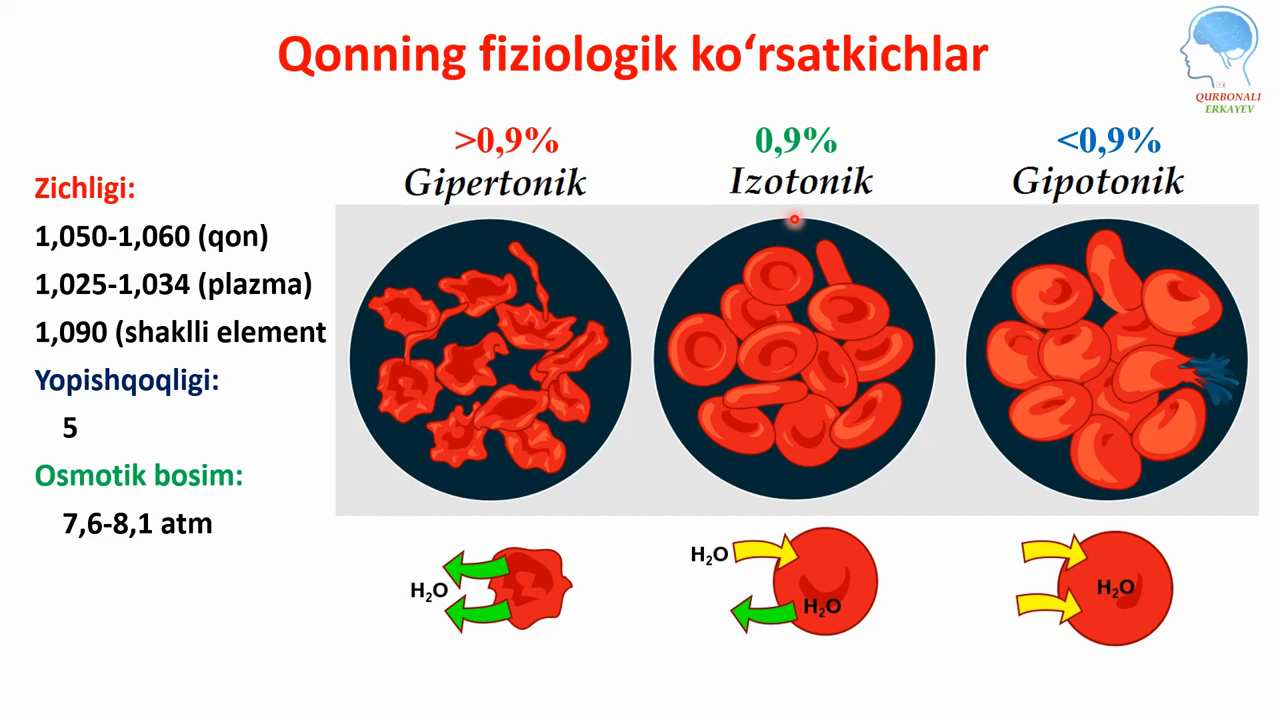 Qonning fiziologik ko‘rsatkichlar
QURBONALI
ERKAYEV
>0,9%
0,9%
<0,9%
Gipertonik
Izotonik
Gipotonik
Zichligi:
1,050-1,060 (qon)
1,025-1,034 (plazma)
1,090 (shaklli element
Yopishqoqligi:
5
Osmotik bosim:
7,6-8,1 atm
H₂O
H₂O
H₂O
H₂O